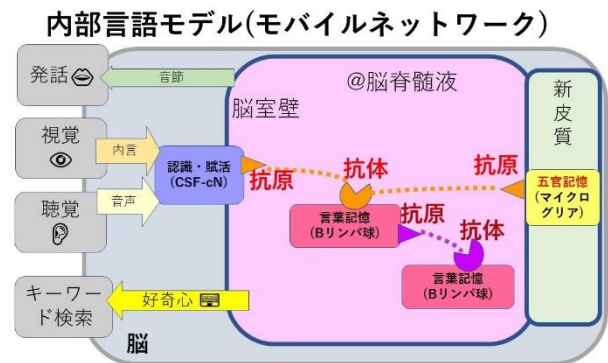 内部言語モデル(モバイルネットワーク)
発話
音節
@脳脊髄液
脳室壁
新皮質
視覚
内言
認識・賦活
(CSF-cN)
抗原
抗体
抗原
五官記憶
(マイクロ
グリア)
聴覚
音声
言葉記憶
(Bリンパ球)
抗原
抗体
言葉記憶
(Bリンパ球)
キーワー
ド検索
好奇心
脳